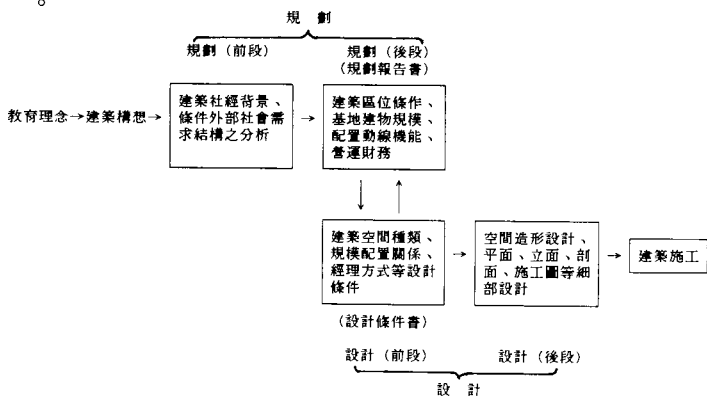 。
規 劃
規劃（前段）
規劃（後段）
（規劃報告書）
教育理念→建築構想→
建築社經背景、
條件外部社會需
求結構之分析
→
建築區位條作、
基地建物規模、
配置動線機能、
營運財務
↓ ↑
建築空間種類、
規模配置關係、
經理方式等設計
條件
→
空間造形設計、
平面、立面、剖
面、施工圖等細
部設計
→
建築施工
（設計條件書）
設計（前段）
設計（後段）
設 計